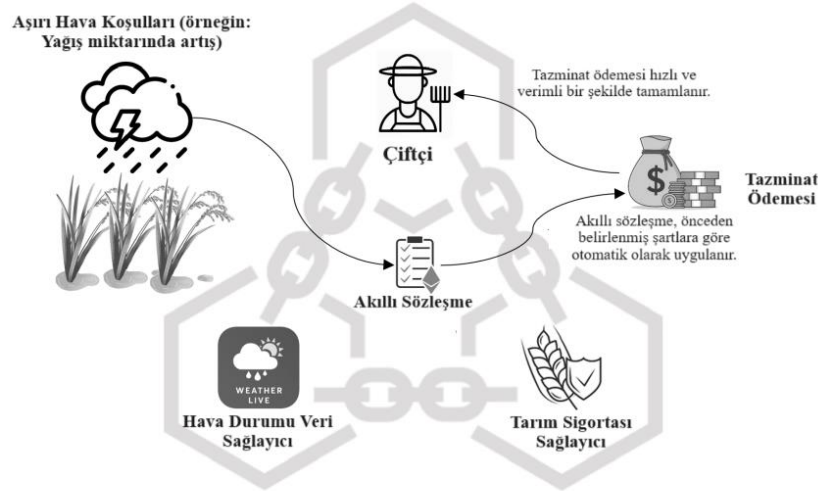 Aşırı Hava Koşulları (örneğin:
Yağış miktarında artış)
Tazminat ödemesi hızlı ve
verimli bir şekilde tamamlanır.
Çiftçi
$
Tazminat
Ödemesi
Akıllı sözleşme, önceden
belirlenmiş şartlara göre
otomatik olarak uygulanır.
Akıllı Sözleşme
WEATHER
LIVE
Hava Durumu Veri
Sağlayıcı
Tarım Sigortası
Sağlayıcı